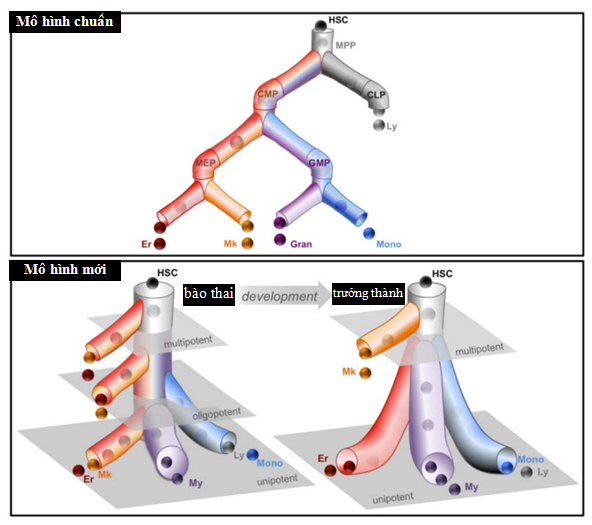 Mô hình chuẩn
HSC
MPP
CMP
CLP
Ly
MEP
GMP
Er
Mk
Gran
Mono
Mô hình mới
HSC
bào thai
development
trưởng thành
HSC
multipotent
Mk
multipotent
oligopotent
Er
Mk
My
Ly
Mono
unipotent
Er
My
Mono
Ly
unipotent